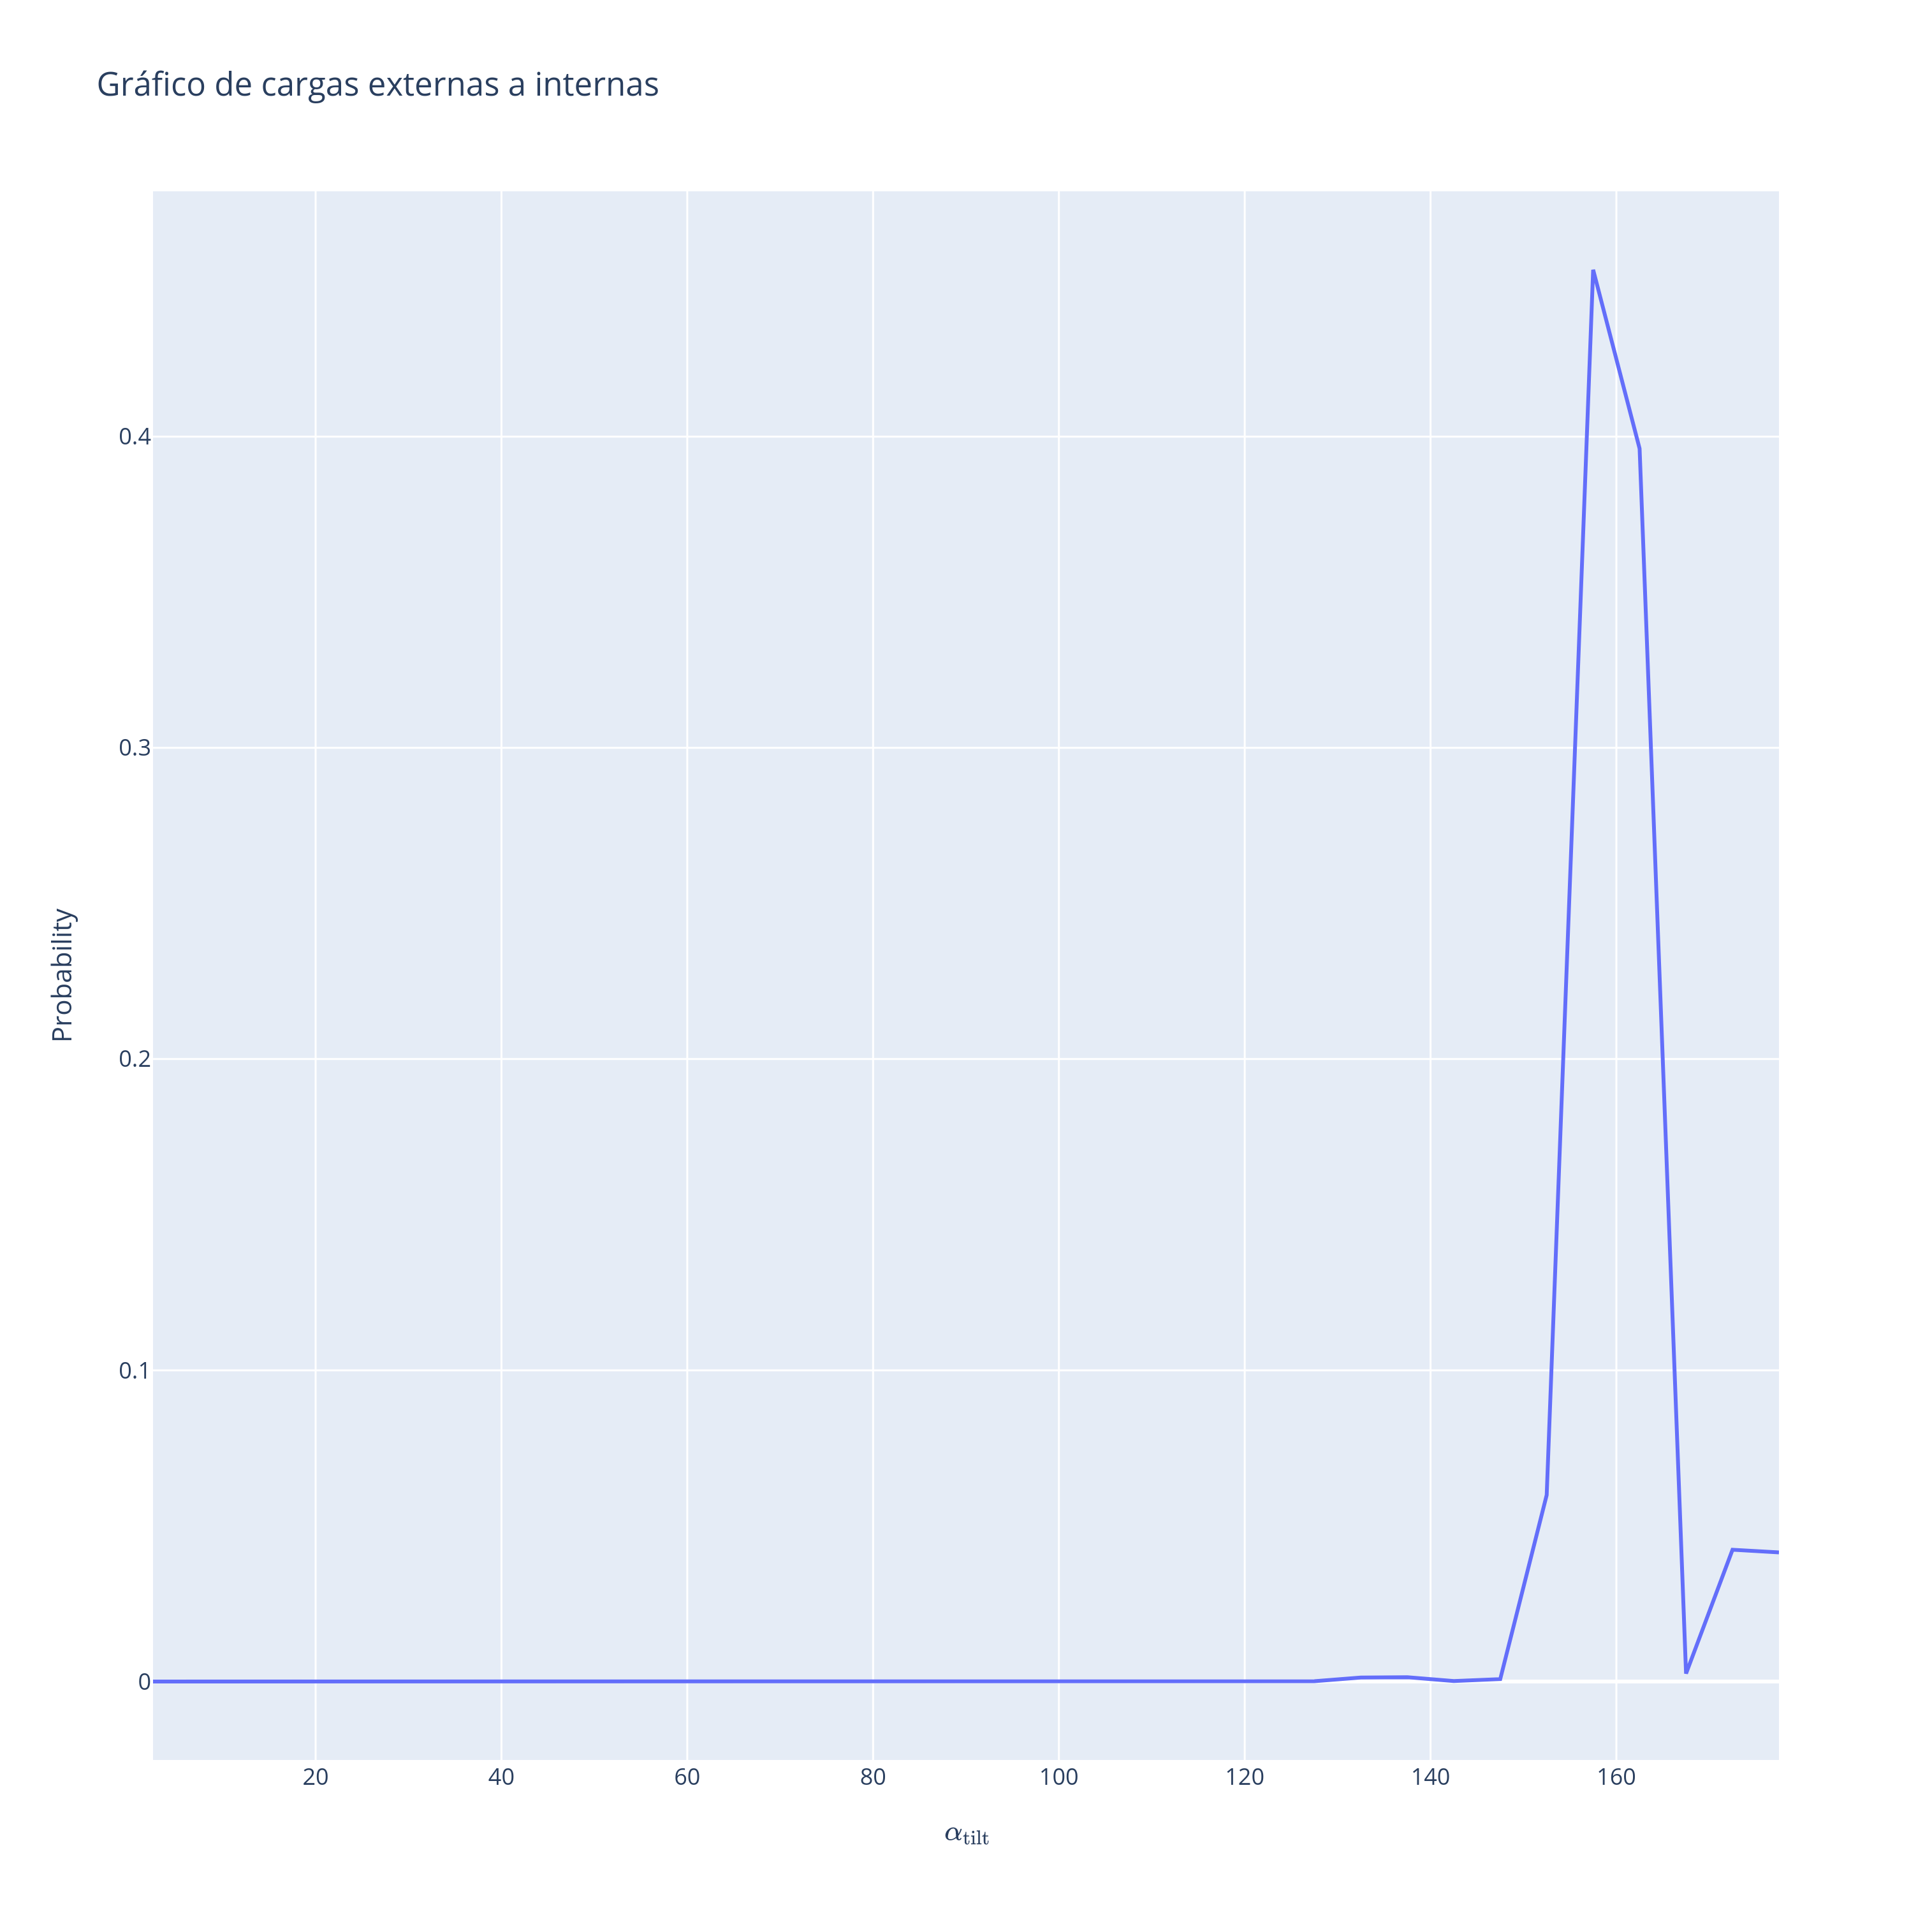 Gráfico de cargas externas a internas
0.4
0.3
0.2
0.1
0
Probability
20 40 60 80 100 120 140 160
α_tilt